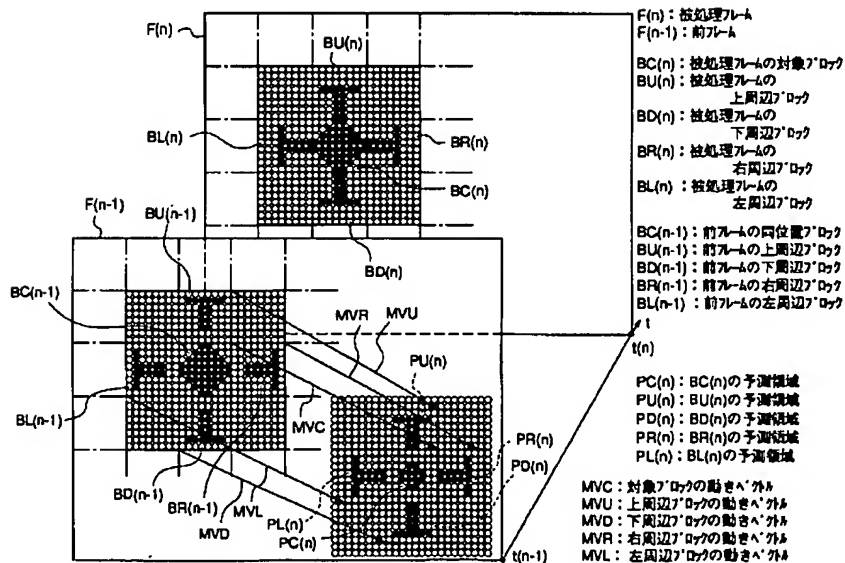 F(n)
BU(n)
BL(n)
BR(n)
BC(n)
BD(n)
F(n-1)
BU(n-1)
BC(n-1)
BL(n-1)
BD(n-1)
BR(n-1)
MVR
MVU
MVC
MVL
MVD
PU(n)
PR(n)
PD(n)
PL(n)
PC(n)
t
t(n)
t(n-1)
F(n):被処理フレーム
F(n-1):前フレーム
BC(n):被処理フレームの対象ブロック
BU(n):被処理フレームの
上周辺ブロック
BD(n):被処理フレームの
下周辺ブロック
BR(n):被処理フレームの
右周辺ブロック
BL(n):被処理フレームの
左周辺ブロック
BC(n-1):前フレームの同位置ブロック
BU(n-1):前フレームの上周辺ブロック
BD(n-1):前フレームの下周辺ブロック
BR(n-1):前フレームの右周辺ブロック
BL(n-1):前フレームの左周辺ブロック
PC(n):BC(n)の予測領域
PU(n):BU(n)の予測領域
PD(n):BD(n)の予測領域
PR(n):BR(n)の予測領域
PL(n):BL(n)の予測領域
MVC:対象ブロックの動きベクトル
MVU:上周辺ブロックの動きベクトル
MVD:下周辺ブロックの動きベクトル
MVR:右周辺ブロックの動きベクトル
MVL:左周辺ブロックの動きベクトル